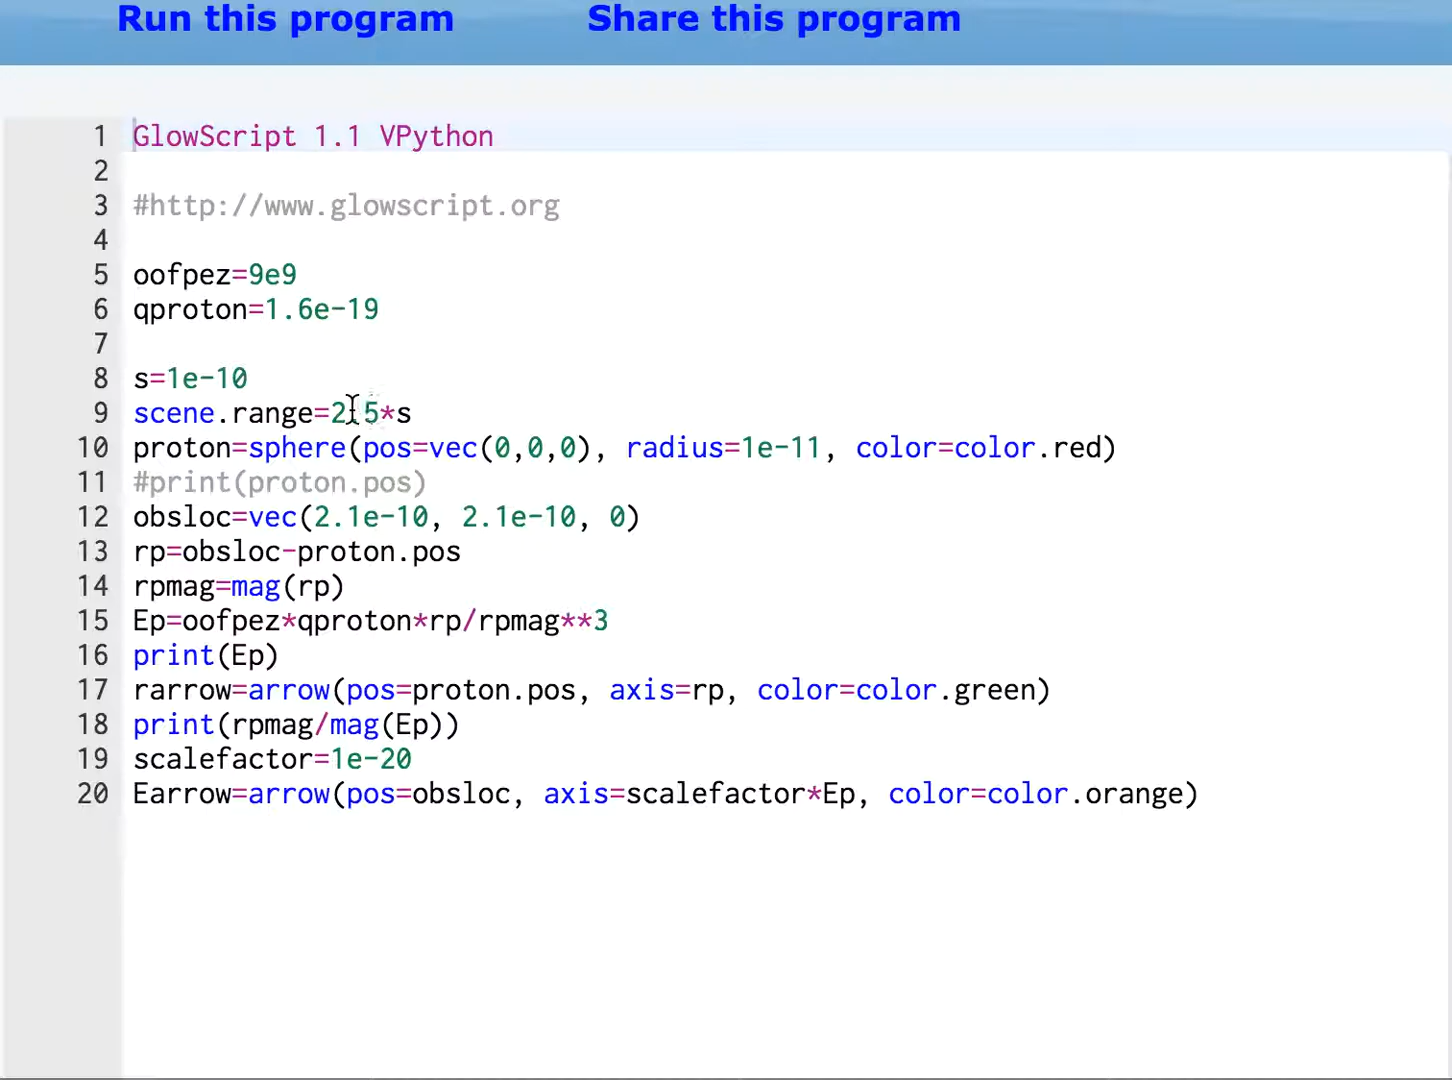 Run this program Share this program
1 GlowScript 1.1 VPython
2
3 #http://www.glowscript.org
4
5 oofpez=9e9
6 qproton=1.6e-19
7
8 s=1e-10
9 scene.range=2.5*s
10 proton=sphere(pos=vec(0,0,0), radius=1e-11, color=color.red)
11 #print(proton.pos)
12 obsloc=vec(2.1e-10, 2.1e-10, 0)
13 rp=obsloc-proton.pos
14 rpmag=mag(rp)
15 Ep=oofpez*qproton*rp/rpmag**3
16 print(Ep)
17 rarrow=arrow(pos=proton.pos, axis=rp, color=color.green)
18 print(rpmag/mag(Ep))
19 scalefactor=1e-20
20 Earrow=arrow(pos=obsloc, axis=scalefactor*Ep, color=color.orange)